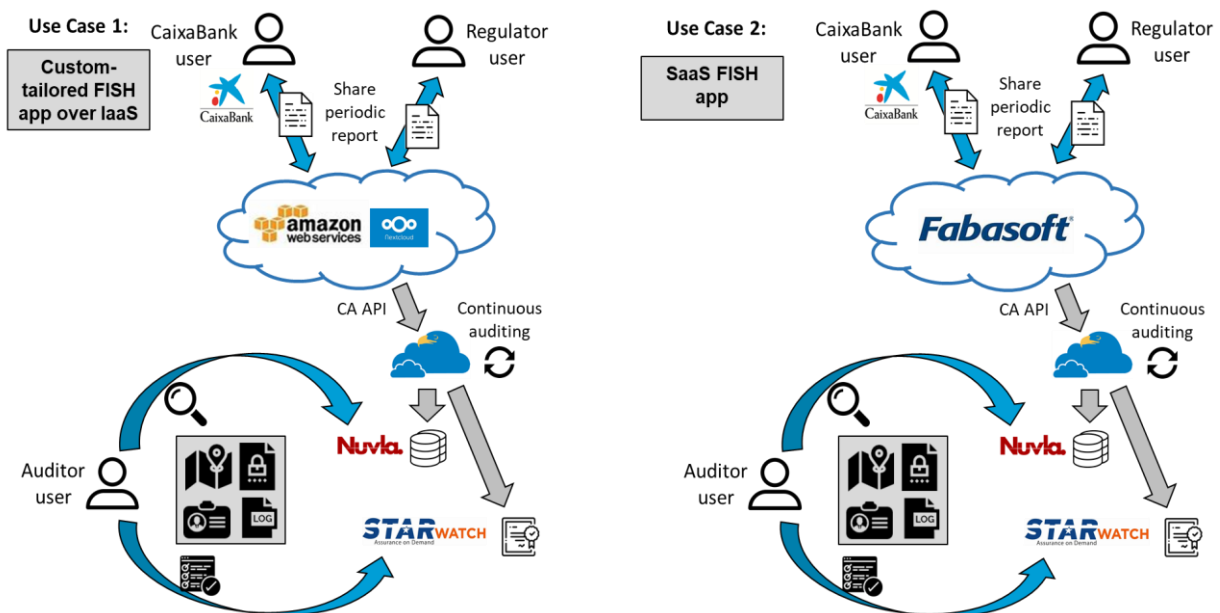 Use Case 1:
Custom-
tailored FISH
app over IaaS
CaixaBank
user
CaixaBank
Share
periodic
report
Regulator
user
amazon
webservices
nextcloud
CA API
Continuous
auditing
Nuvla.
Auditor
user
LOG
STARWATCH
Assurance on Demand
Use Case 2:
SaaS FISH
app
CaixaBank
user
CaixaBank
Share
periodic
report
Regulator
user
Fabasoft®
CA API
Continuous
auditing
Nuvla.
Auditor
user
LOG
STARWATCH
Assurance on Demand